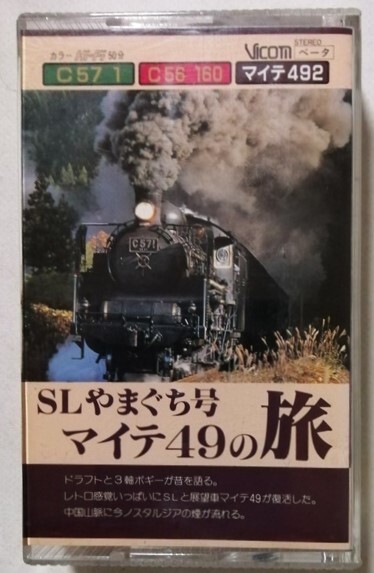 カラー ハイファイ 50分
Vicom
STEREO
ベータ
C57 1
C56 160
マイテ492
C571
SLやまぐち号
マイテ49の旅
ドラフトと3軸ボギーが昔を語る。
レトロ感覚いっぱいにSLと展望車マイテ49が復活した。
中国山脈に今ノスタルジアの煙が流れる。